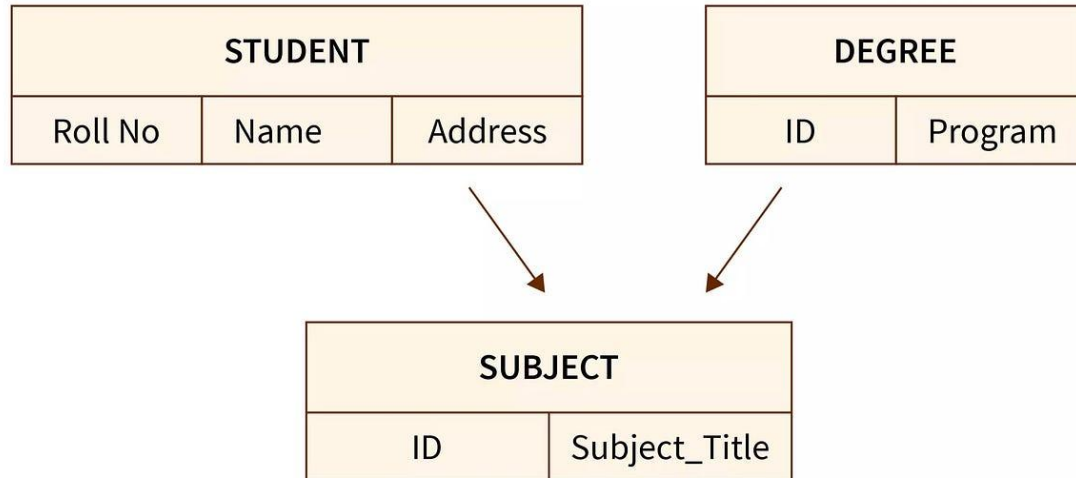 STUDENT
Roll No Name Address
DEGREE
ID Program
SUBJECT
ID Subject_Title